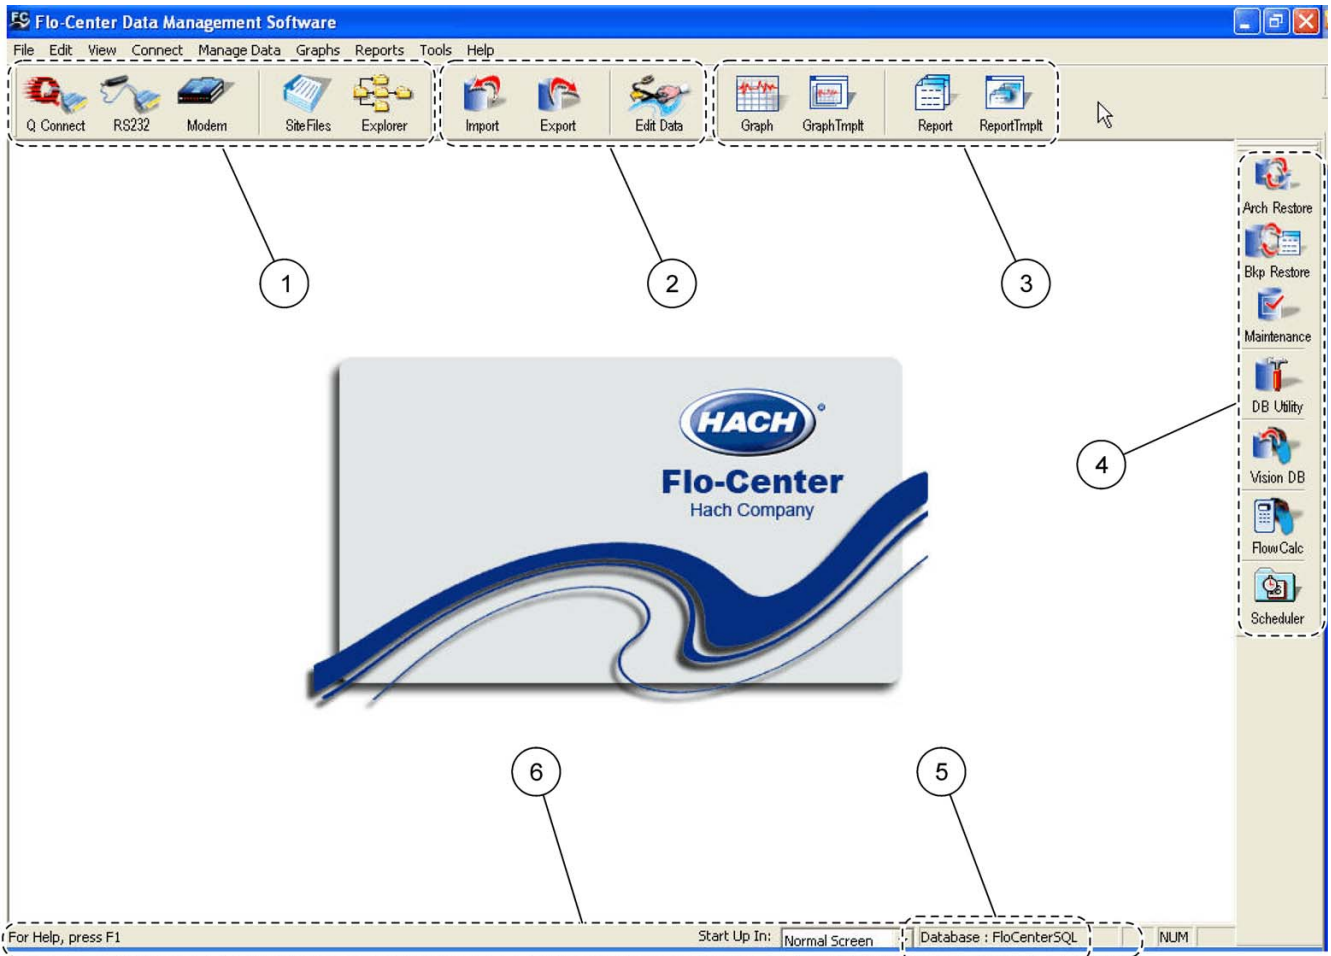 FC Flo-Center Data Management Software
File Edit View Connect Manage Data Graphs Reports Tools Help
Q Connect RS232 Modem SiteFiles Explorer Import Export Edit Data Graph GraphTmplt Report ReportTmplt
1
2
3
4
Arch Restore
Bkp Restore
Maintenance
DB Utility
Vision DB
FlowCalc
Scheduler
HACH
Flo-Center
Hach Company
6
5
For Help, press F1 Start Up In: Normal Screen Database : FloCenterSQL NUM